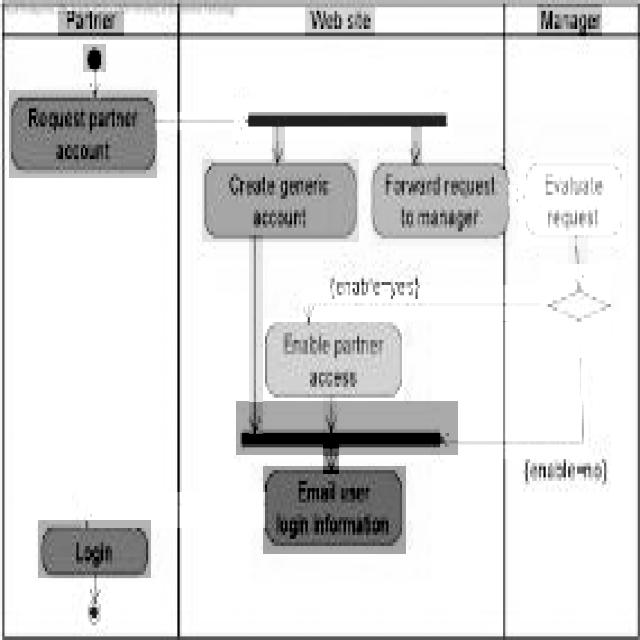 Partner
Web site
Manager
Request partner
account
Create generic
account
Forward request
to manager
Evaluate
request
{enable=yes}
Enable partner
access
{enable=no}
Email user
login information
Login